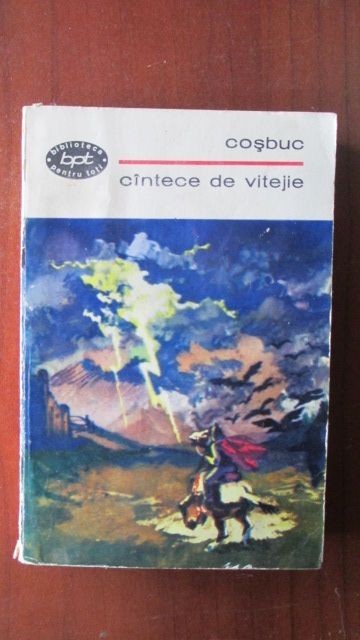 biblioteca
bpt
pentru toți
coşbuc
cîntece de vitejie